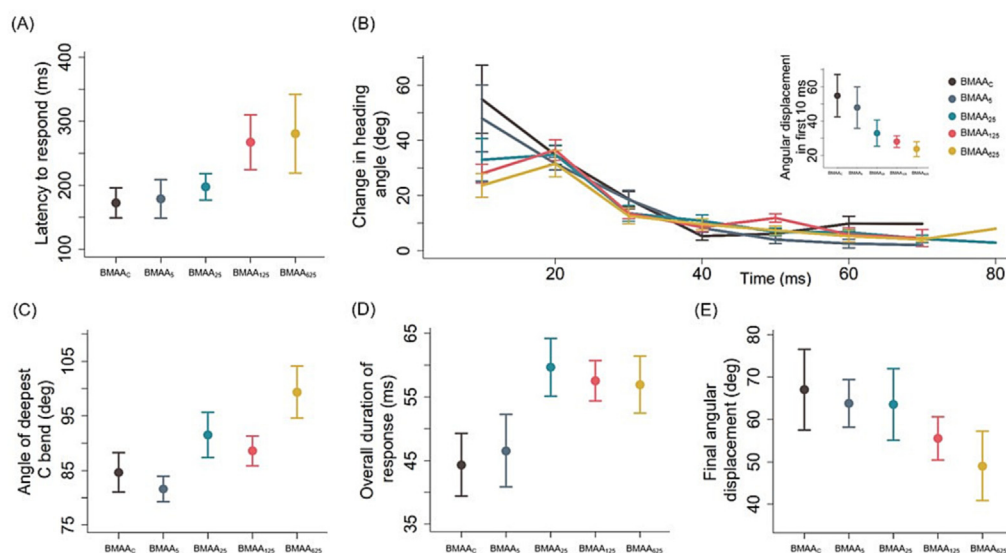 (A)
Latency to respond (ms)
400
300
200
100
BMAAC BMAA5 BMAA25 BMAA125 BMAA625
(B)
Change in heading
angle (deg)
60
40
20
0
20 40 60 80
Time (ms)
Angular displacement
in first 10 ms
60
40
20
BMAAC
BMAA5
BMAA25
BMAA125
BMAA625
(C)
Angle of deepest
C bend (deg)
105
95
85
75
BMAAC BMAA5 BMAA25 BMAA125 BMAA625
(D)
Overall duration of
response (ms)
65
55
45
35
BMAAC BMAA5 BMAA25 BMAA125 BMAA625
(E)
Final angular
displacement (deg)
80
70
60
50
40
BMAAC BMAA5 BMAA25 BMAA125 BMAA625